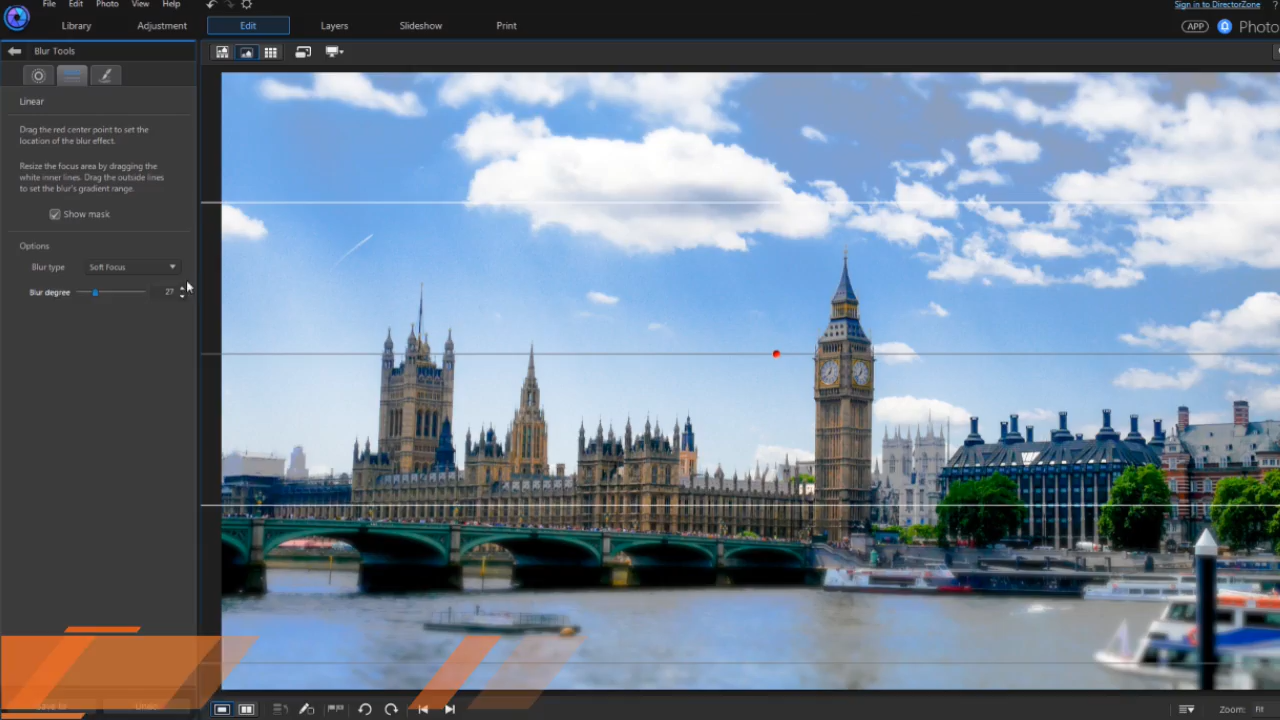 File Edit Photo View Help
Sign in to DirectorZone ?
Library Adjustment Edit Layers Slideshow Print
APP Photo
Blur Tools
Linear
Drag the red center point to set the
location of the blur effect.
Resize the focus area by dragging the
white inner lines. Drag the outside lines
to set the blur's gradient range.
Show mask
Options
Blur type Soft Focus
Blur degree 27
Undo
Zoom: Fit